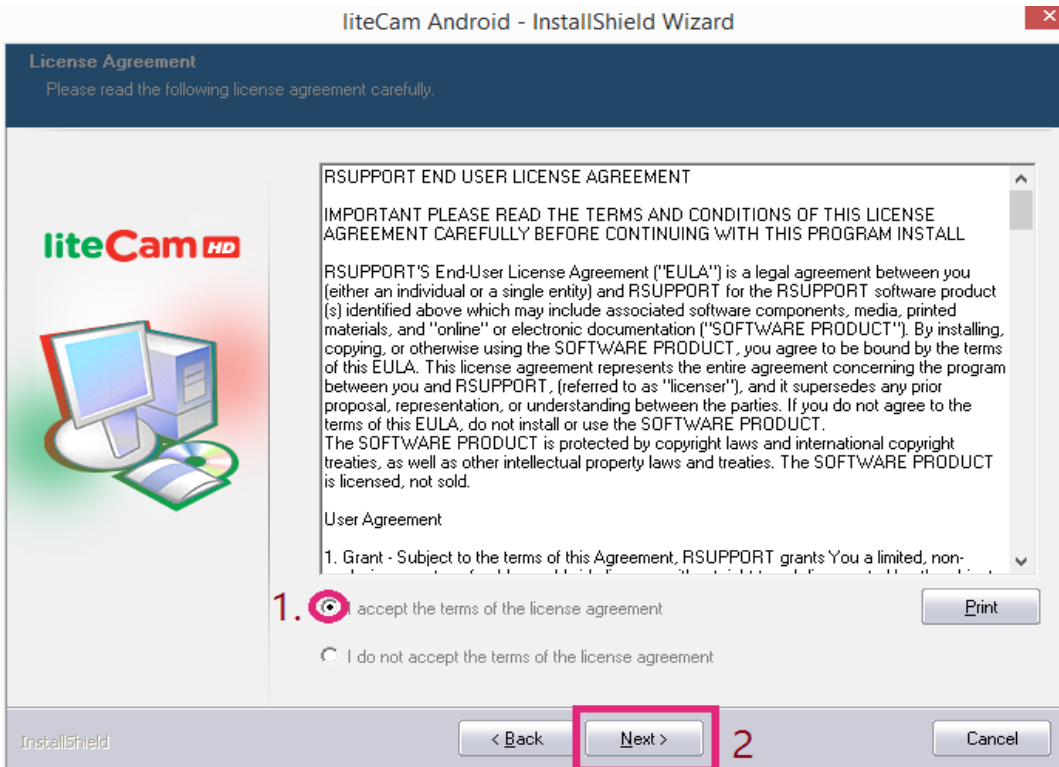 liteCam Android - InstallShield Wizard
License Agreement
Please read the following license agreement carefully.
liteCam HD
RSUPPORT END USER LICENSE AGREEMENT
IMPORTANT PLEASE READ THE TERMS AND CONDITIONS OF THIS LICENSE
AGREEMENT CAREFULLY BEFORE CONTINUING WITH THIS PROGRAM INSTALL
RSUPPORT'S End-User License Agreement ("EULA") is a legal agreement between you
(either an individual or a single entity) and RSUPPORT for the RSUPPORT software product
(s) identified above which may include associated software components, media, printed
materials, and "online" or electronic documentation ("SOFTWARE PRODUCT"). By installing,
copying, or otherwise using the SOFTWARE PRODUCT, you agree to be bound by the terms
of this EULA. This license agreement represents the entire agreement concerning the program
between you and RSUPPORT, (referred to as "licenser"), and it supersedes any prior
proposal, representation, or understanding between the parties. If you do not agree to the
terms of this EULA, do not install or use the SOFTWARE PRODUCT.
The SOFTWARE PRODUCT is protected by copyright laws and international copyright
treaties, as well as other intellectual property laws and treaties. The SOFTWARE PRODUCT
is licensed, not sold.
User Agreement
1. Grant - Subject to the terms of this Agreement, RSUPPORT grants You a limited, non-
1. I accept the terms of the license agreement
Print
I do not accept the terms of the license agreement
InstallShield
< Back
Next >
2
Cancel